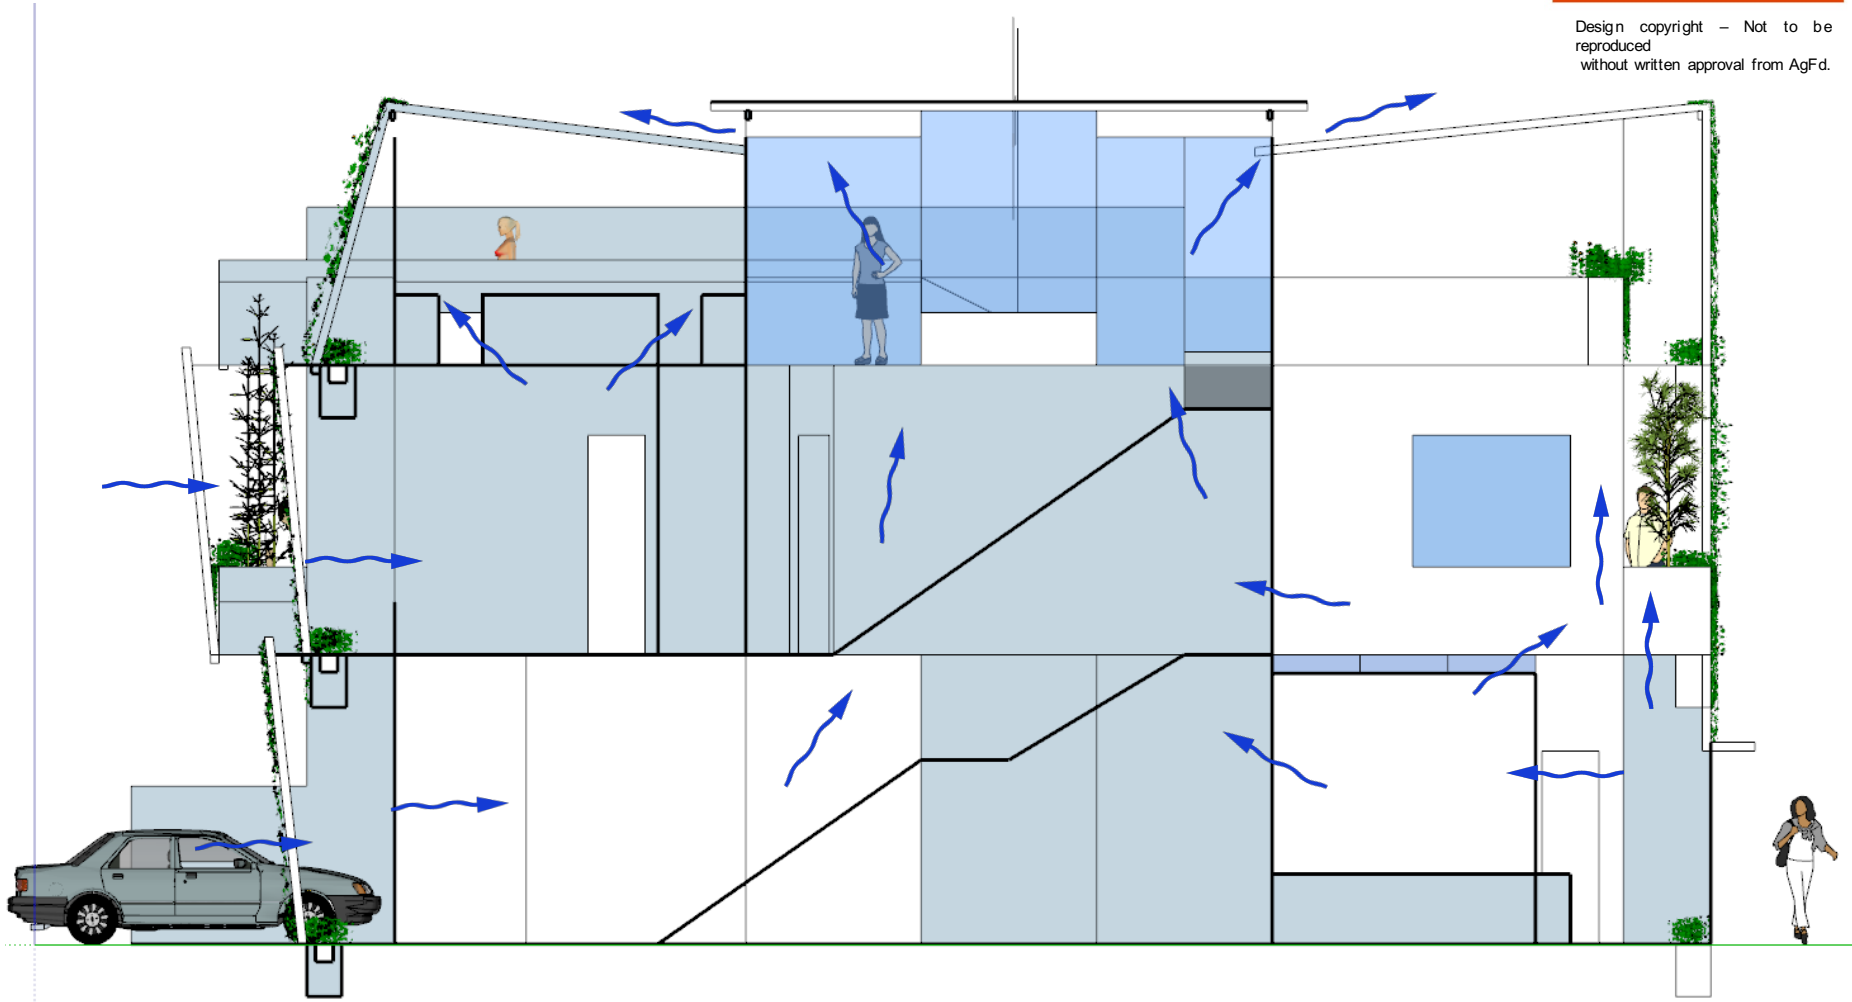 Design copyright – Not to be
reproduced
without written approval from AgFd.